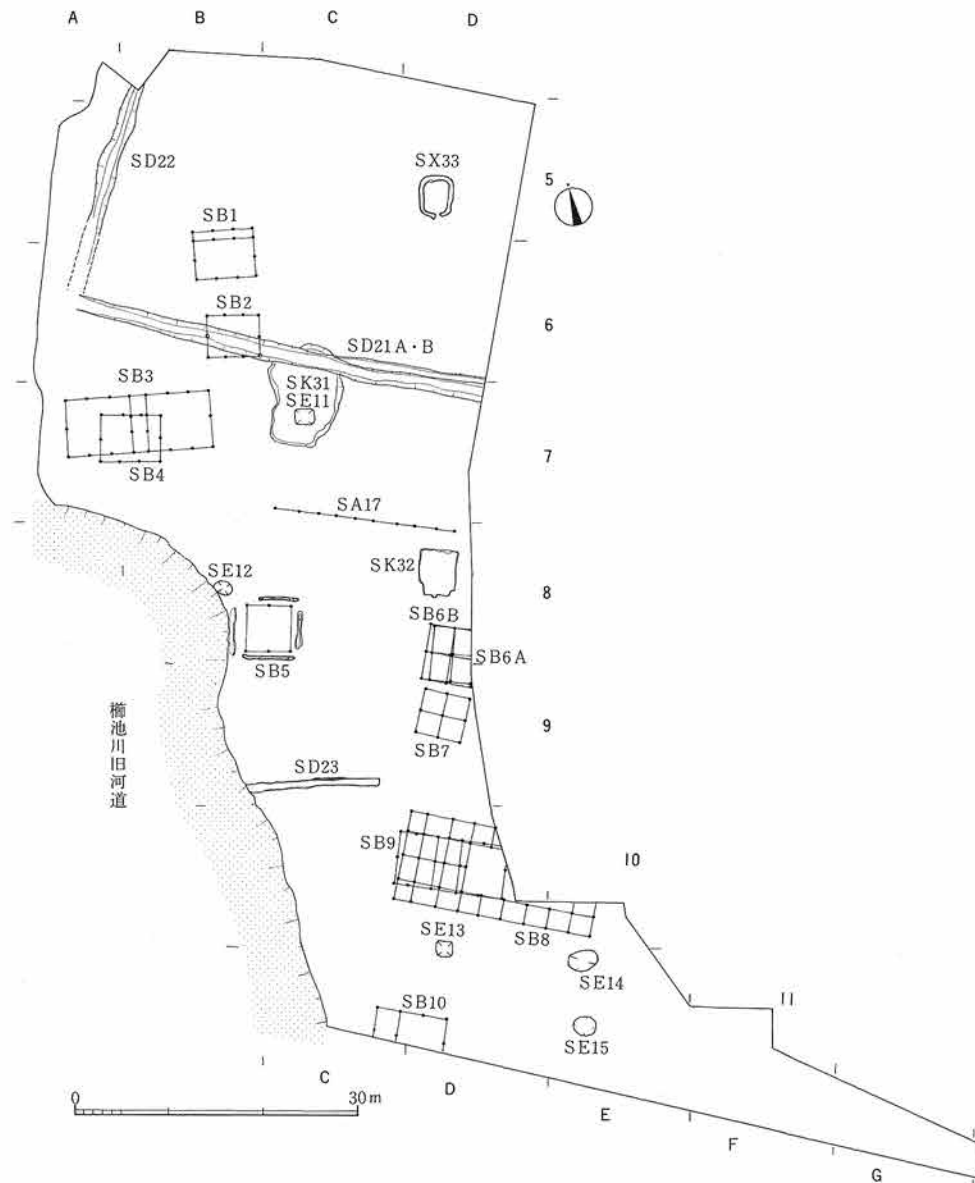 A
B
C
D
SD22
SX33
5
SB1
SB2
6
SD21A・B
SB3
SK31
SE11
7
SB4
SA17
SK32
SE12
8
SB6B
SB6A
SB5
櫛池川旧河道
9
SB7
SD23
SB9
10
SB8
SE13
SE14
SB10
11
SE15
C
D
0
30m
E
F
G